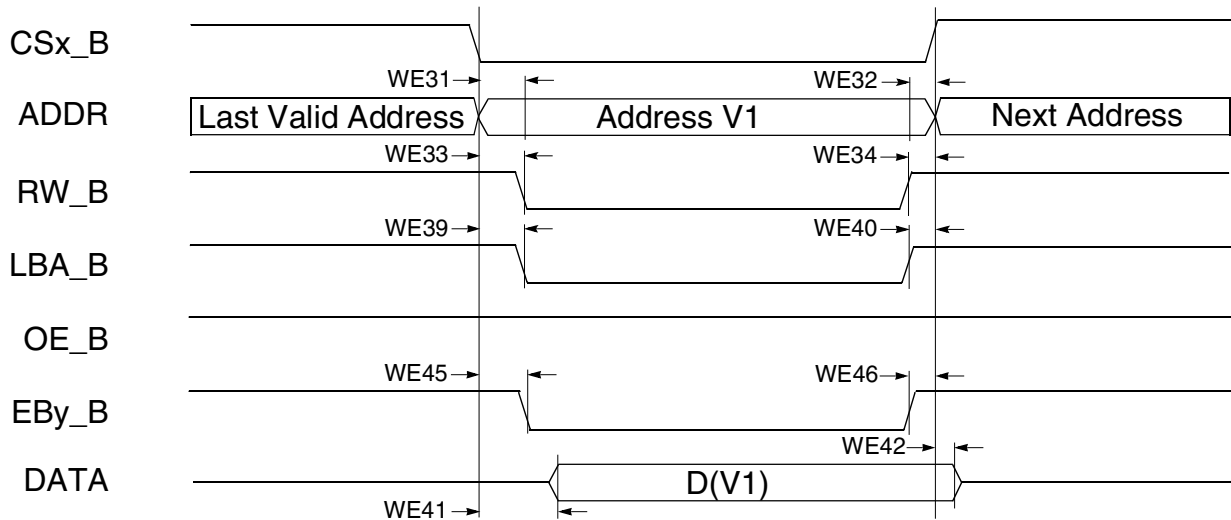 CSx_B
WE31
WE32
ADDR
Last Valid Address
Address V1
Next Address
WE33
WE34
RW_B
WE39
WE40
LBA_B
OE_B
WE45
WE46
EBy_B
WE42
DATA
D(V1)
WE41